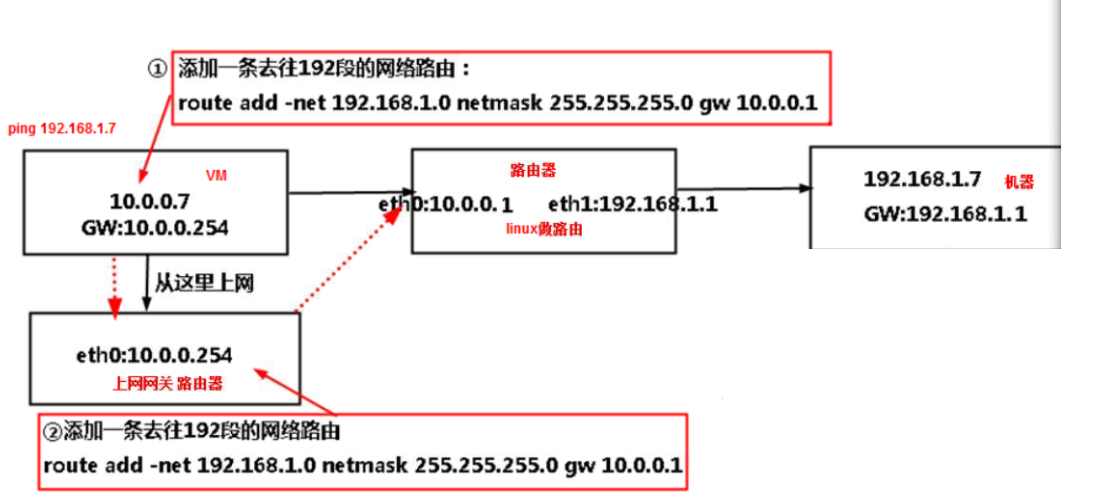 ① 添加一条去往192段的网络路由：
route add -net 192.168.1.0 netmask 255.255.255.0 gw 10.0.0.1
ping 192.168.1.7
VM
10.0.0.7
GW:10.0.0.254
路由器
eth0:10.0.0.1 eth1:192.168.1.1
linux做路由
192.168.1.7 机器
GW:192.168.1.1
从这里上网
eth0:10.0.0.254
上网网关 路由器
②添加一条去往192段的网络路由
route add -net 192.168.1.0 netmask 255.255.255.0 gw 10.0.0.1